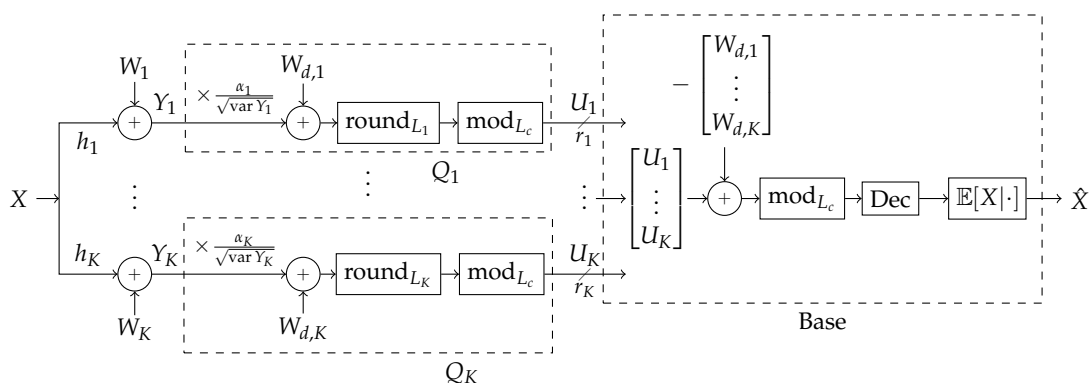 W_1
Y_1
× α_1/√(var Y_1)
W_{d,1}
+
+
round_{L_1}
mod_{L_c}
U_1
r_1
h_1
Q_1
X
⋮
⋮
⋮
h_K
W_K
Y_K
× α_K/√(var Y_K)
+
+
W_{d,K}
round_{L_K}
mod_{L_c}
U_K
r_K
Q_K
− [W_{d,1} ⋮ W_{d,K}]
[U_1 ⋮ U_K]
+
mod_{L_c}
Dec
𝔼[X|·]
X̂
Base